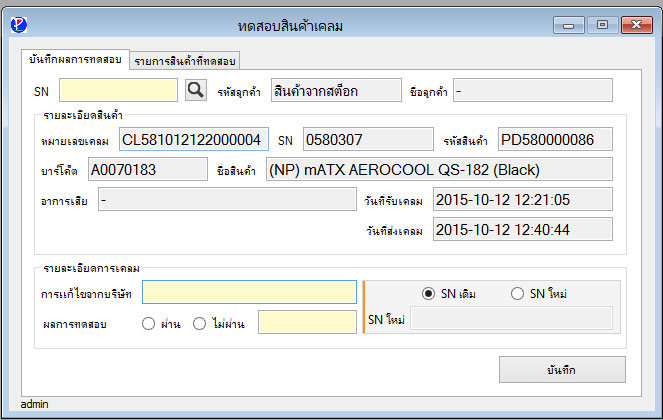 ทดสอบสินค้าเคลม
บันทึกผลการทดสอบ รายการสินค้าที่ทดสอบ
SN รหัสลูกค้า สินค้าจากสต็อก ชื่อลูกค้า -
รายละเอียดสินค้า
หมายเลขเคลม CL581012122000004 SN 0580307 รหัสสินค้า PD580000086
บาร์โค้ด A0070183 ชื่อสินค้า (NP) mATX AEROCOOL QS-182 (Black)
อาการเสีย - วันที่รับเคลม 2015-10-12 12:21:05
วันที่ส่งเคลม 2015-10-12 12:40:44
รายละเอียดการเคลม
การแก้ไขจากบริษัท SN เดิม SN ใหม่
ผลการทดสอบ ผ่าน ไม่ผ่าน SN ใหม่
บันทึก
admin